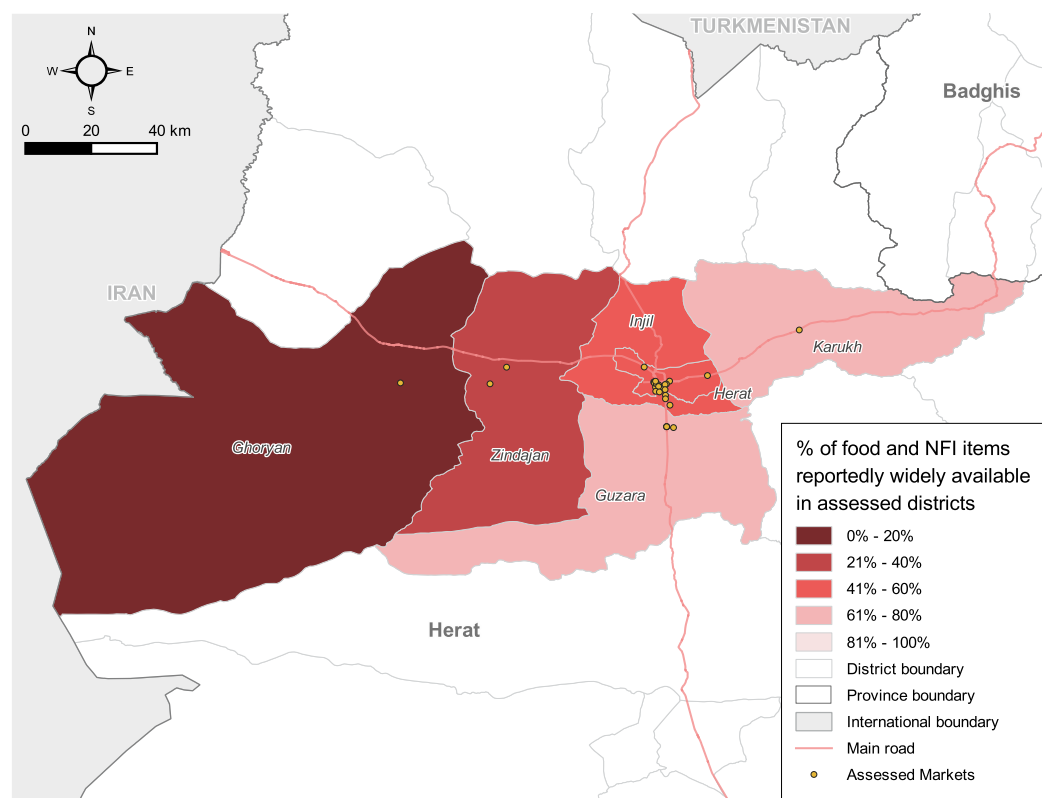 TURKMENISTAN
N
W
E
S
Badghis
0
20
40 km
IRAN
Injil
Karukh
Herat
Ghoryan
Zindajan
Guzara
Herat
% of food and NFI items
reportedly widely available
in assessed districts
0% - 20%
21% - 40%
41% - 60%
61% - 80%
81% - 100%
District boundary
Province boundary
International boundary
Main road
Assessed Markets